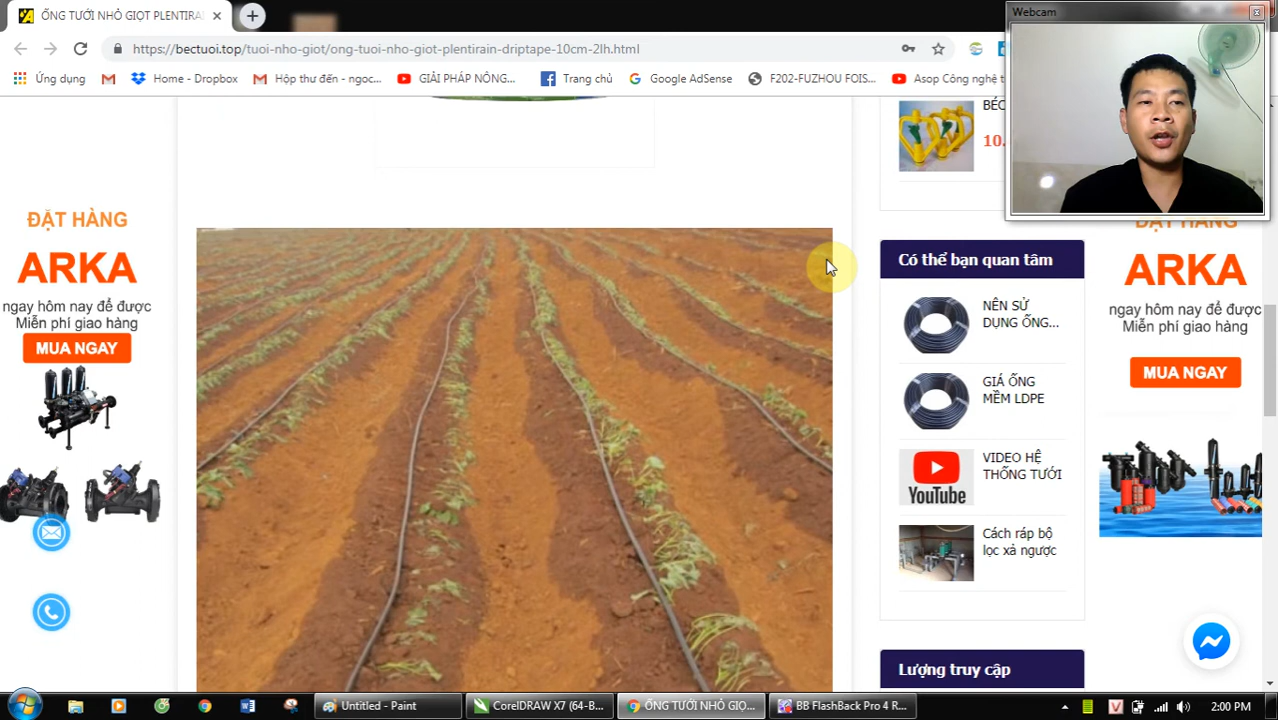 ỐNG TƯỚI NHỎ GIỌT PLENTIRAI
Webcam
https://bectuoi.top/tuoi-nho-giot/ong-tuoi-nho-giot-plentirain-driptape-10cm-2lh.html
Ứng dụng
Home - Dropbox
Hộp thư đến - ngoc...
GIẢI PHÁP NÔNG...
Trang chủ
Google AdSense
F202-FUZHOU FOIS...
Asop Công nghệ t
BÉC
10.
ĐẶT HÀNG
ARKA
ngay hôm nay để được
Miễn phí giao hàng
MUA NGAY
Có thể bạn quan tâm
NÊN SỬ
DỤNG ỐNG...
GIÁ ỐNG
MỀM LDPE
VIDEO HỆ
THỐNG TƯỚI
YouTube
Cách ráp bộ
lọc xả ngược
Lượng truy cập
ĐẶT HÀNG
ARKA
ngay hôm nay để được
Miễn phí giao hàng
MUA NGAY
Untitled - Paint
CorelDRAW X7 (64-B...
ỐNG TƯỚI NHỎ GIỌ...
BB FlashBack Pro 4 R...
2:00 PM